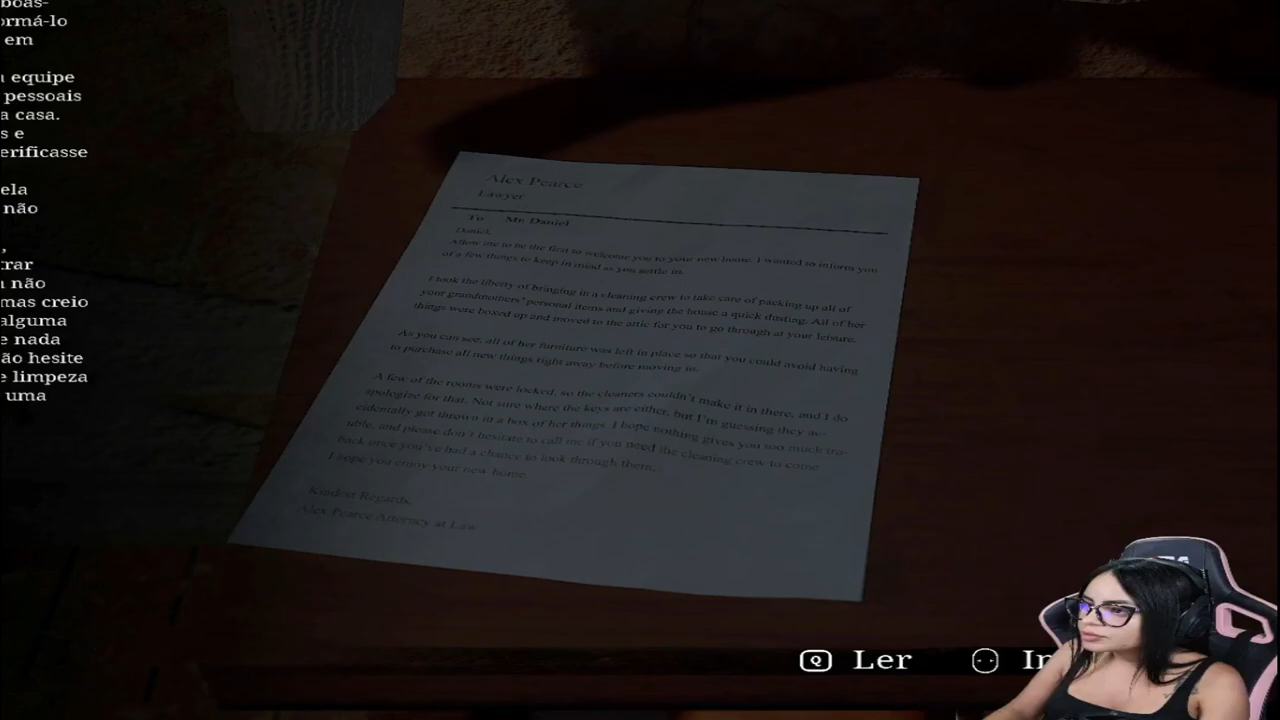 boas-
ormá-lo
em
equipe
pessoais
a casa.
s e
erificasse
ela
não
,
trar
não
mas creio
alguma
e nada
ão hesite
e limpeza
uma
Alex Pearce
Lawyer
To Mr. Daniel
Daniel,
Allow me to be the first to welcome you to your new home. I wanted to inform you
of a few things to keep in mind as you settle in.
I took the liberty of bringing in a cleaning crew to take care of packing up all of
your grandmothers' personal items and giving the house a quick dusting. All of her
things were boxed up and moved to the attic for you to go through at your leisure.
As you can see, all of her furniture was left in place so that you could avoid having
to purchase all new things right away before moving in.
A few of the rooms were locked, so the cleaners couldn't make it in there, and I do
apologize for that. Not sure where the keys are either, but I'm guessing they ac-
cidentally got thrown in a box of her things. I hope nothing gives you too much tro-
uble, and please don't hesitate to call me if you need the cleaning crew to come
back once you've had a chance to look through them.
I hope you enjoy your new home.
Kindest Regards,
Alex Pearce Attorney at Law
Q Ler In